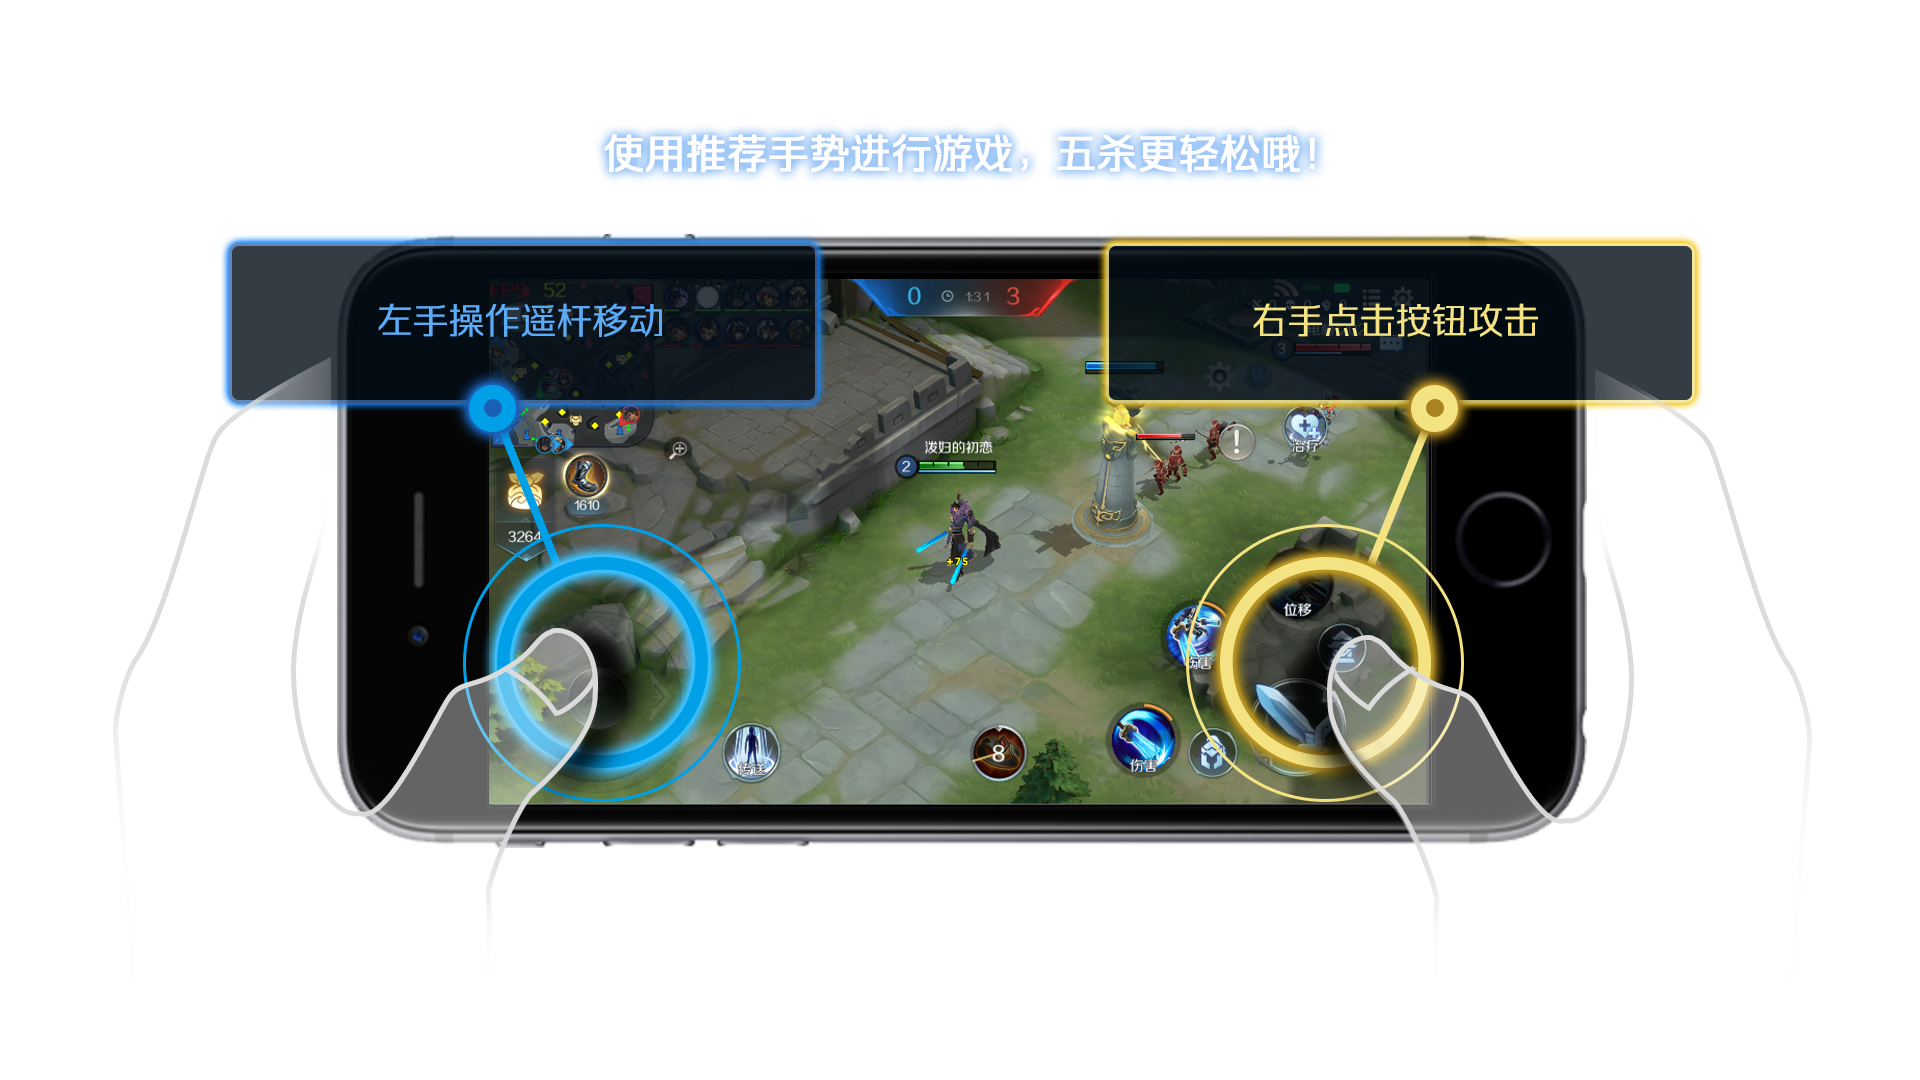 使用推荐手势进行游戏，五杀更轻松哦！
左手操作遥杆移动
右手点击按钮攻击
FPS 52
0 1:31 3
0ms
3
泼妇的初恋
2
治疗
1610
3264
+75
位移
伤害
传送
8
伤害